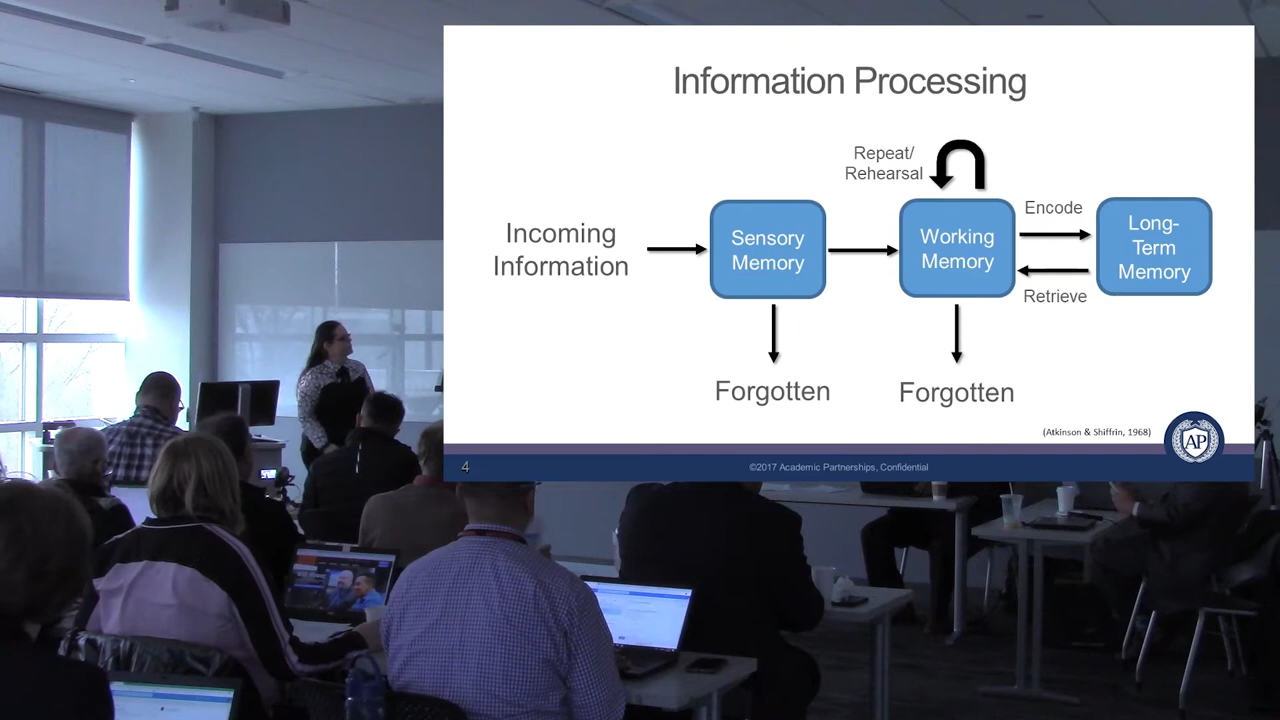 Information Processing
Repeat/
Rehearsal
Encode
Incoming
Information
Sensory
Memory
Working
Memory
Long-
Term
Memory
Retrieve
Forgotten
Forgotten
(Atkinson & Shiffrin, 1968)
AP
4
©2017 Academic Partnerships, Confidential